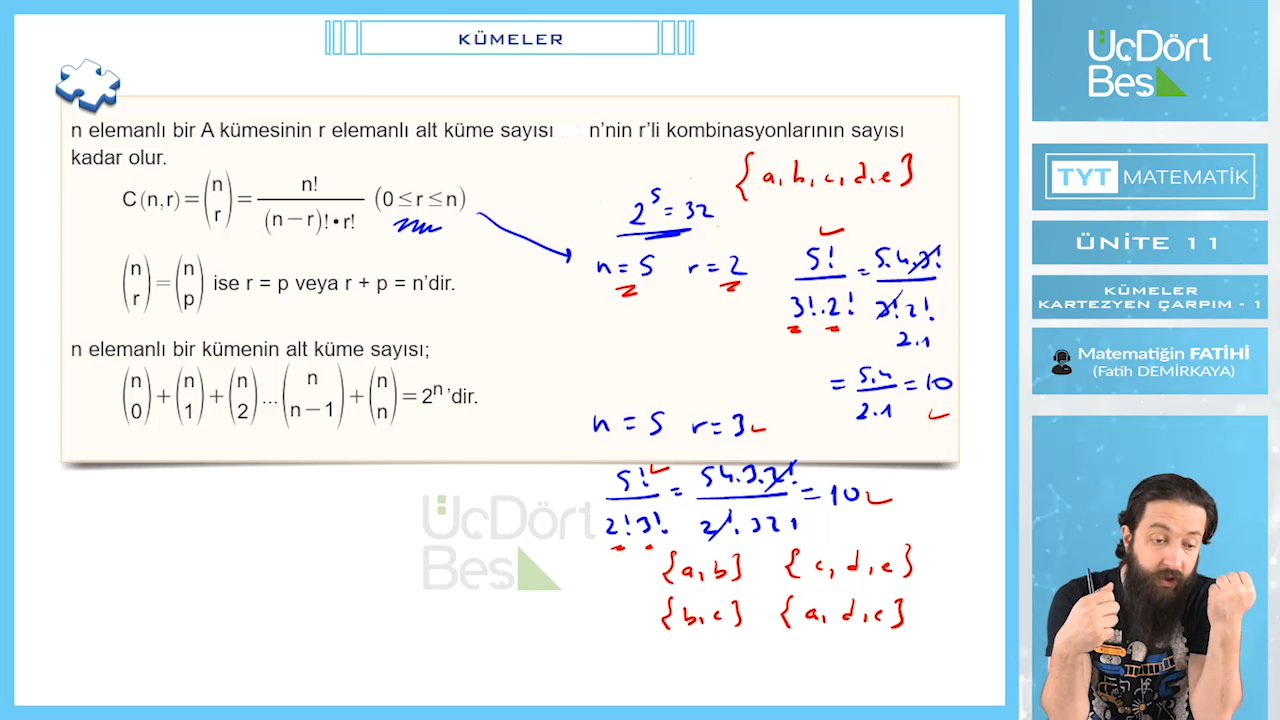 KÜMELER
n elemanlı bir A kümesinin r elemanlı alt küme sayısı n'nin r'li kombinasyonlarının sayısı
kadar olur.
C(n,r) = (n r) = n! / (n−r)!•r! (0≤r≤n)
(n r) = (n p) ise r = p veya r + p = n'dir.
n elemanlı bir kümenin alt küme sayısı;
(n 0) + (n 1) + (n 2) ... (n n−1) + (n n) = 2ⁿ 'dir.
{a, b, c, d, e}
2⁵ = 32
n = 5 r = 2
5! / 3!.2! = 5.4.3! / 3!.2!
2.1
= 5.4 / 2.1 = 10
n = 5 r = 3
5! / 2!.3! = 5 4.3.2! / 2!.3 2 1 = 10
{a, b} {c, d, e}
{b, c} {a, d, e}
ÜçDört
Beş
ÜçDört
Beş
TYT MATEMATİK
ÜNİTE 11
KÜMELER
KARTEZYEN ÇARPIM - 1
Matematiğin FATİHİ
(Fatih DEMİRKAYA)